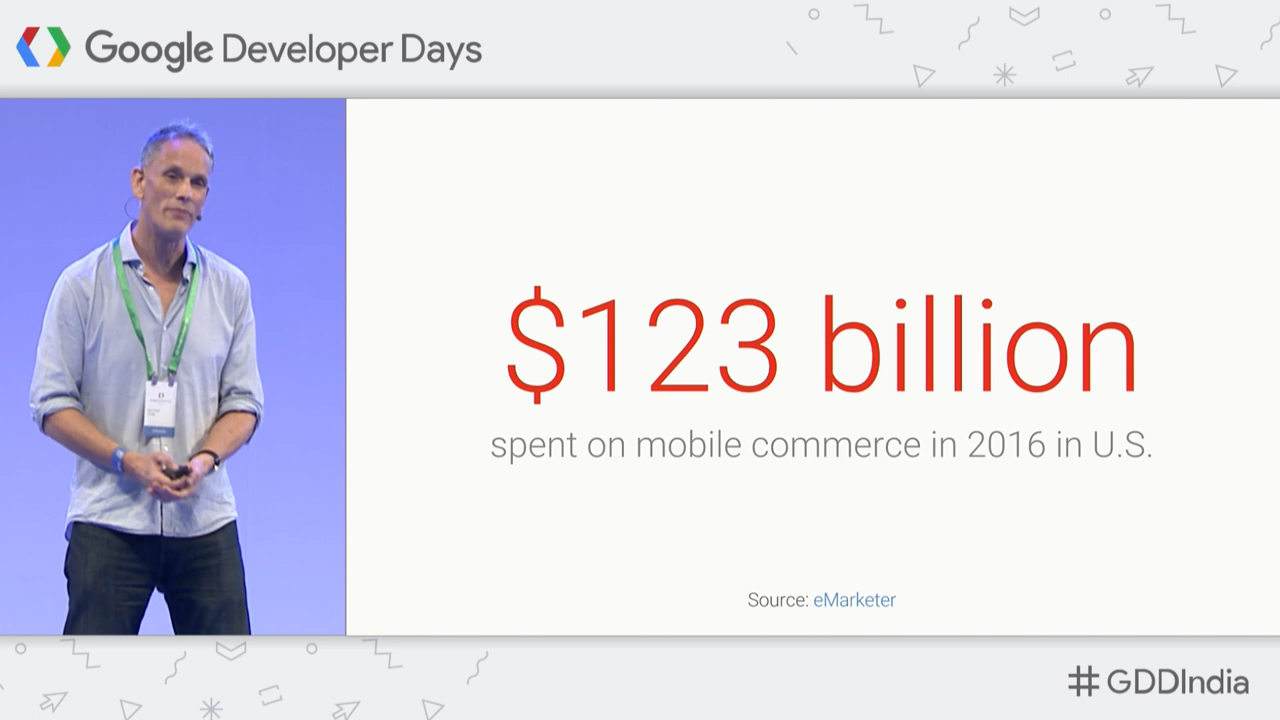 Google Developer Days
$123 billion
spent on mobile commerce in 2016 in U.S.
Source: eMarketer
#GDDIndia